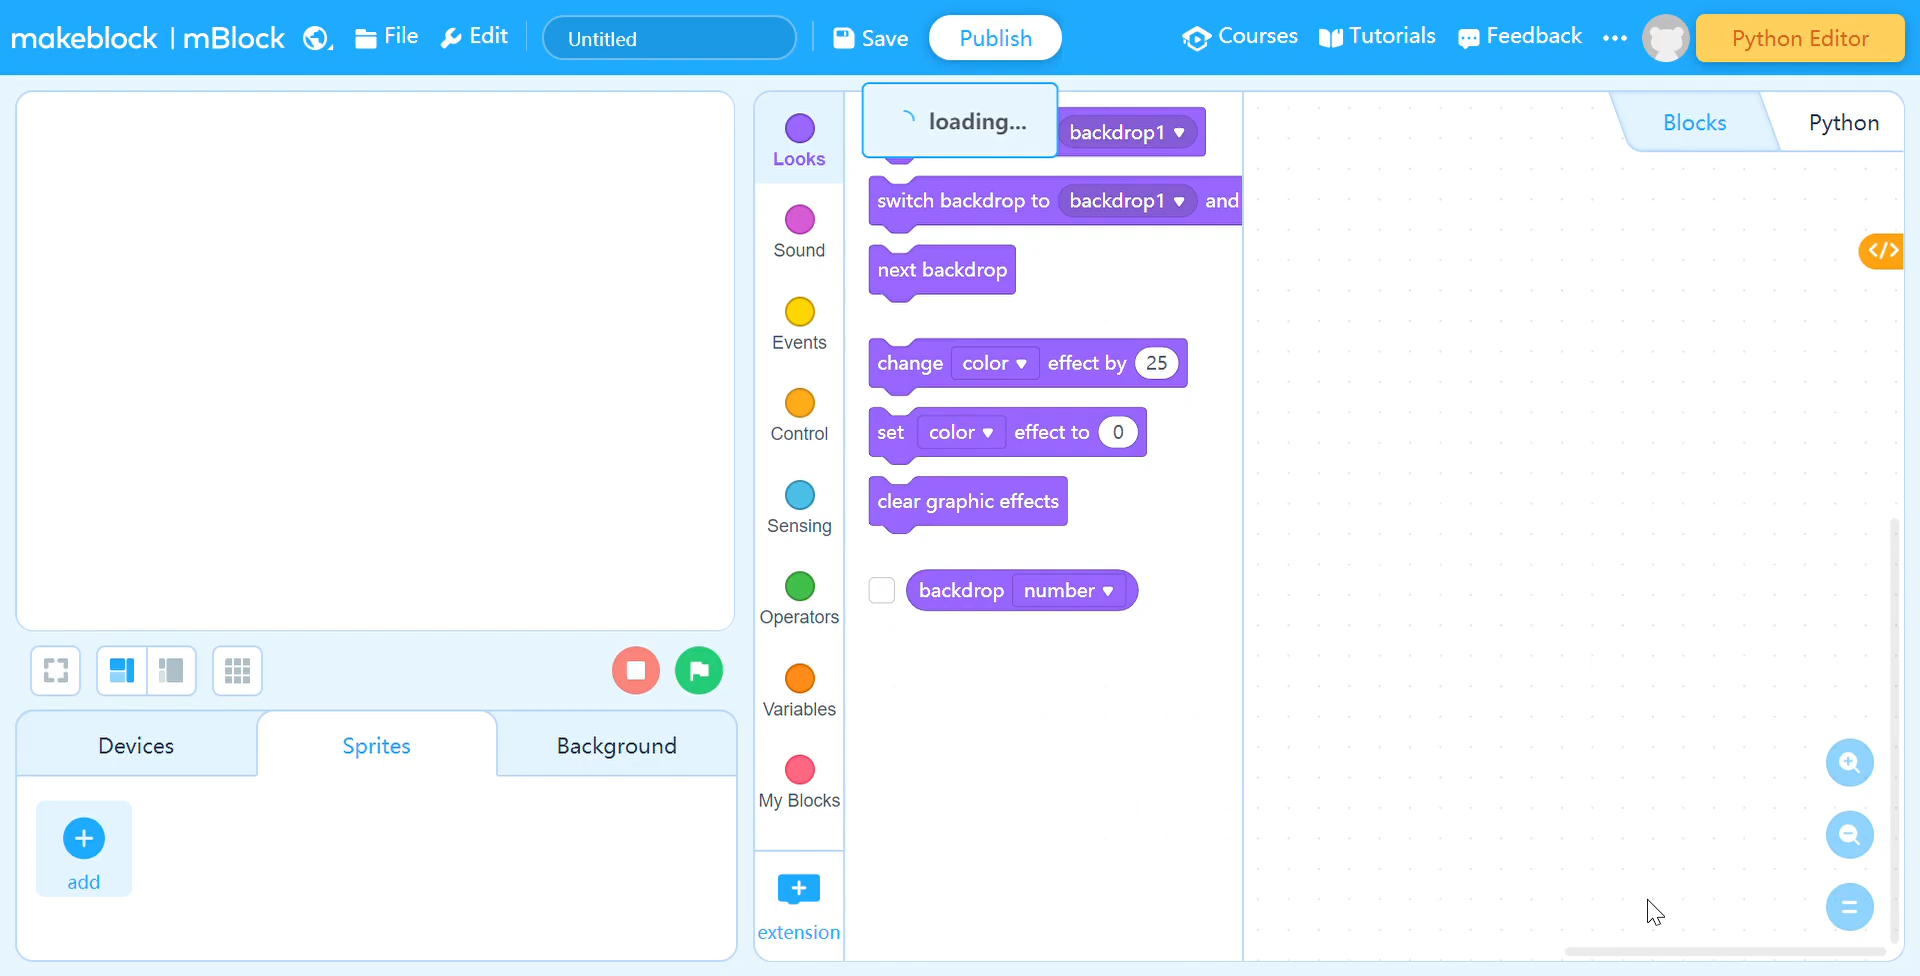 makeblock | mBlock File Edit Untitled Save Publish Courses Tutorials Feedback ••• Python Editor
loading...
backdrop1 ▼
switch backdrop to backdrop1 ▼ and
next backdrop
change color ▼ effect by 25
set color ▼ effect to 0
clear graphic effects
backdrop number ▼
Looks
Sound
Events
Control
Sensing
Operators
Variables
My Blocks
extension
Blocks Python
</>
Devices Sprites Background
add